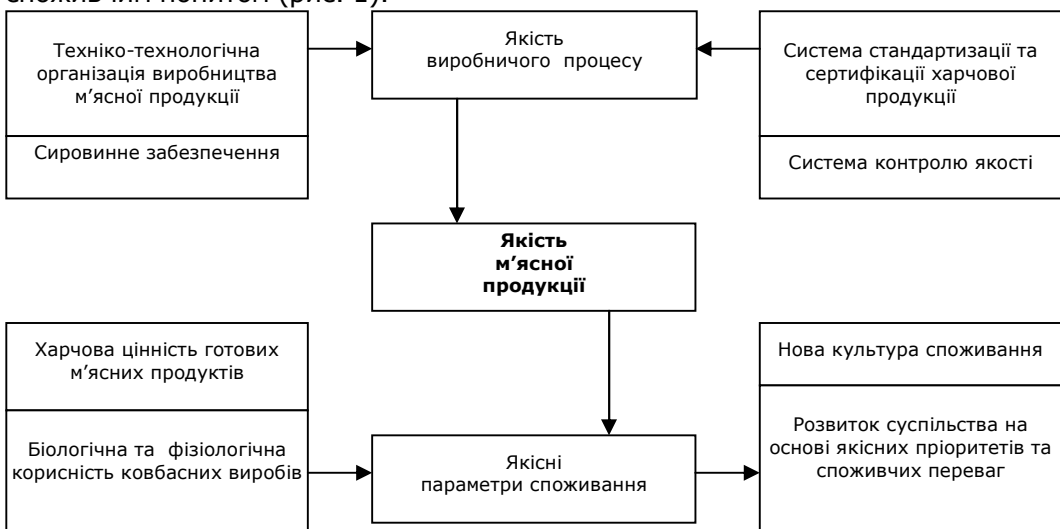 Техніко-технологічна
організація виробництва
м’ясної продукції
Сировинне забезпечення
Якість
виробничого процесу
Система стандартизації та
сертифікації харчової
продукції
Система контролю якості
Якість
м’ясної
продукції
Харчова цінність готових
м’ясних продуктів
Біологічна та фізіологічна
корисність ковбасних виробів
Якісні
параметри споживання
Нова культура споживання
Розвиток суспільства на
основі якісних пріоритетів та
споживчих переваг